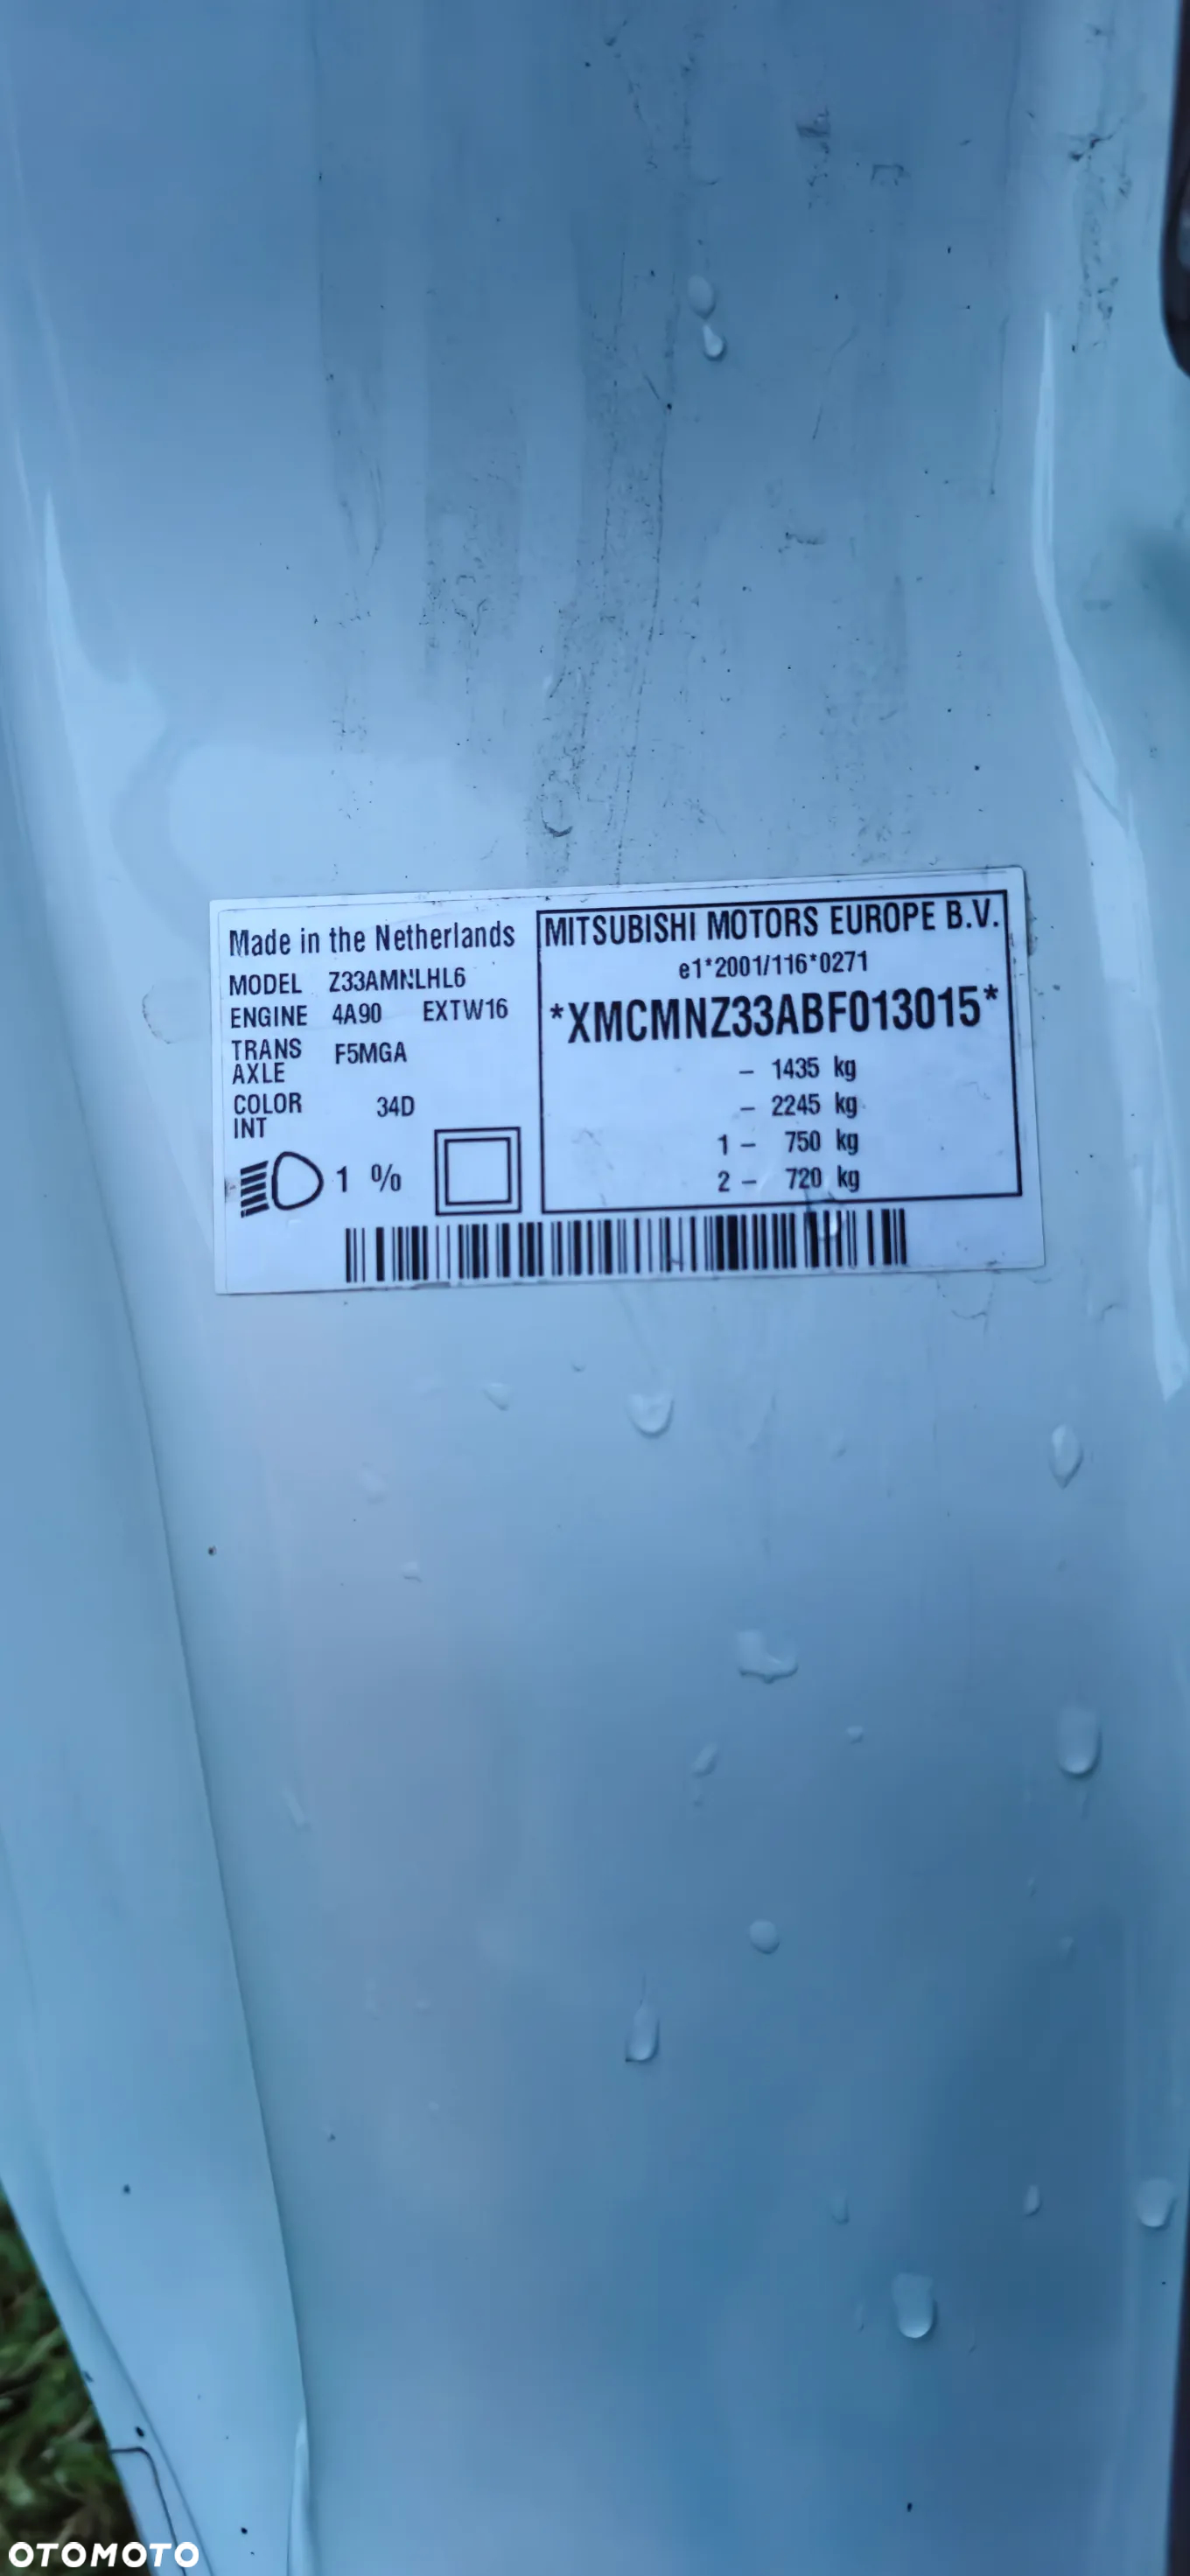 Made in the Netherlands
MODEL Z33AMNLHL6
ENGINE 4A90 EXTW16
TRANS AXLE F5MGA
COLOR INT 34D
1 %
MITSUBISHI MOTORS EUROPE B.V.
e1*2001/116*0271
*XMCMNZ33ABF013015*
– 1435 kg
– 2245 kg
1 – 750 kg
2 – 720 kg
OTOMOTO